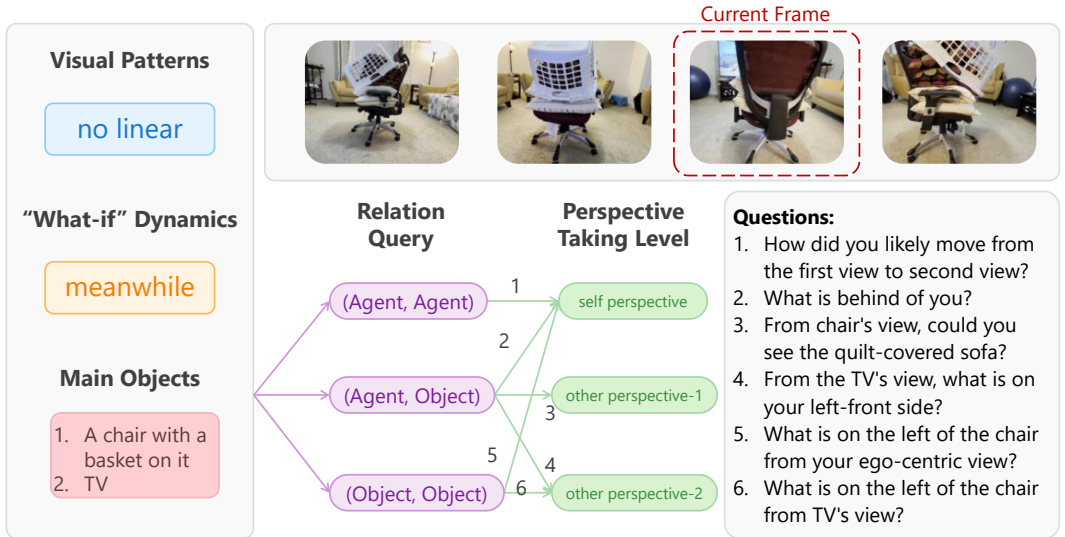 Current Frame
Visual Patterns
no linear
“What-if” Dynamics
meanwhile
Main Objects
1. A chair with a
basket on it
2. TV
Relation
Query
Perspective
Taking Level
(Agent, Agent)
(Agent, Object)
(Object, Object)
1
2
3
4
5
6
self perspective
other perspective-1
other perspective-2
Questions:
1. How did you likely move from
the first view to second view?
2. What is behind of you?
3. From chair's view, could you
see the quilt-covered sofa?
4. From the TV's view, what is on
your left-front side?
5. What is on the left of the chair
from your ego-centric view?
6. What is on the left of the chair
from TV's view?